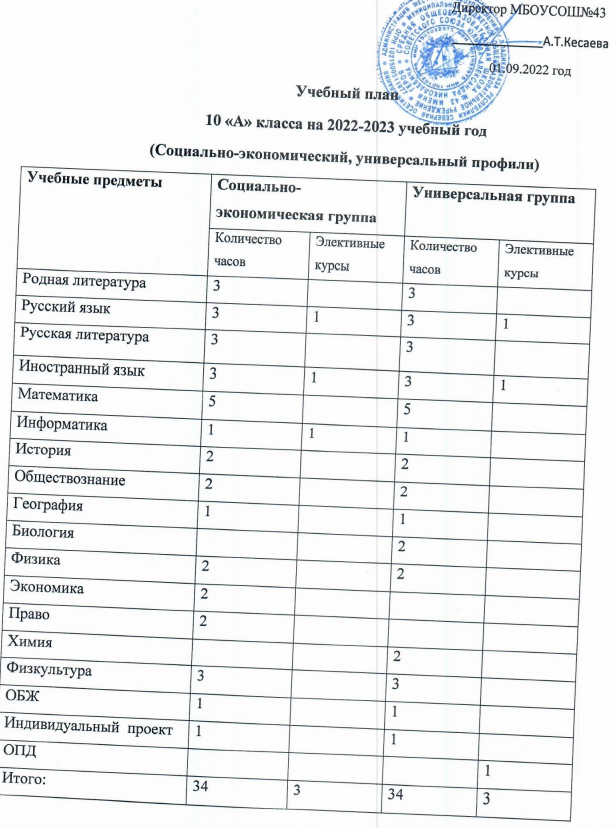 Директор МБОУСОШ№43
А.Т.Кесаева
01.09.2022 год
Учебный план
10 «А» класса на 2022-2023 учебный год
(Социально-экономический, универсальный профили)
Учебные предметы Социально- Универсальная группа
экономическая группа
Количество Элективные Количество Элективные
часов курсы часов курсы
Родная литература 3 3
Русский язык 3 1 3 1
Русская литература 3 3
Иностранный язык 3 1 3 1
Математика 5 5
Информатика 1 1 1
История 2 2
Обществознание 2 2
География 1 1
Биология 2
Физика 2 2
Экономика 2
Право 2
Химия 2
Физкультура 3 3
ОБЖ 1 1
Индивидуальный проект 1 1
ОПД 1
Итого: 34 3 34 3